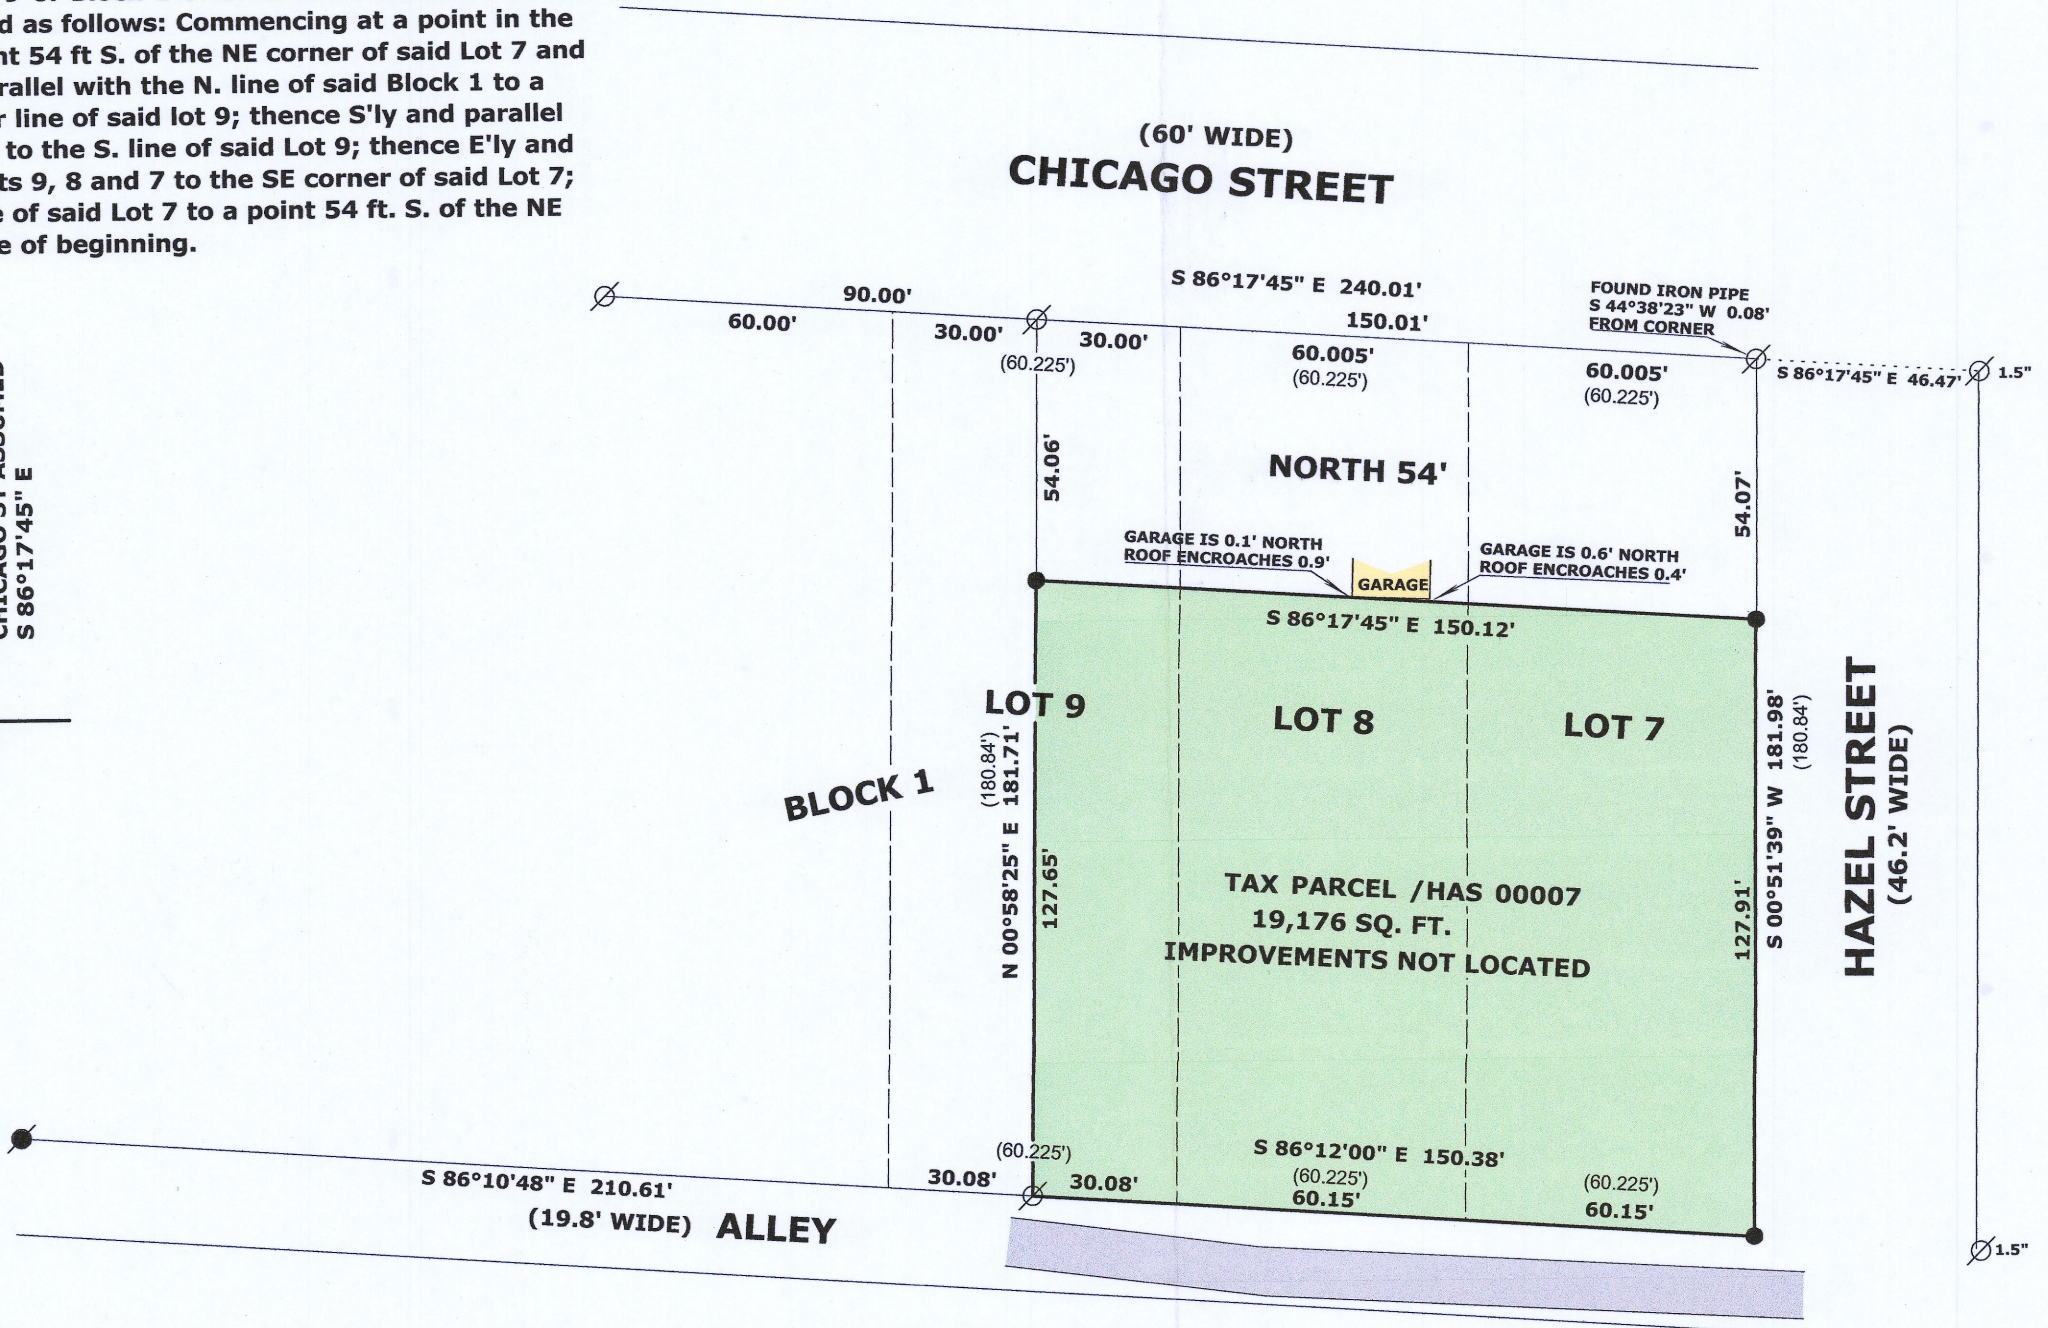 d as follows: Commencing at a point in the
nt 54 ft S. of the NE corner of said Lot 7 and
rallel with the N. line of said Block 1 to a
r line of said lot 9; thence S'ly and parallel
to the S. line of said Lot 9; thence E'ly and
ts 9, 8 and 7 to the SE corner of said Lot 7;
e of said Lot 7 to a point 54 ft. S. of the NE
e of beginning.
(60' WIDE)
CHICAGO STREET
S 86°17'45" E 240.01'
90.00'
150.01'
60.00'
30.00'
30.00'
(60.225')
60.005'
(60.225')
60.005'
(60.225')
FOUND IRON PIPE
S 44°38'23" W 0.08'
FROM CORNER
S 86°17'45" E 46.47'
1.5"
S 86°17'45" E
54.06'
NORTH 54'
54.07'
GARAGE IS 0.1' NORTH
ROOF ENCROACHES 0.9'
GARAGE
GARAGE IS 0.6' NORTH
ROOF ENCROACHES 0.4'
S 86°17'45" E 150.12'
LOT 9
LOT 8
LOT 7
BLOCK 1
(180.84')
N 00°58'25" E 181.71'
127.65'
TAX PARCEL /HAS 00007
19,176 SQ. FT.
IMPROVEMENTS NOT LOCATED
127.91'
S 00°51'39" W 181.98'
(180.84')
HAZEL STREET
(46.2' WIDE)
S 86°12'00" E 150.38'
(60.225')
(60.225')
(60.225')
30.08'
30.08'
60.15'
60.15'
S 86°10'48" E 210.61'
(19.8' WIDE) ALLEY
1.5"